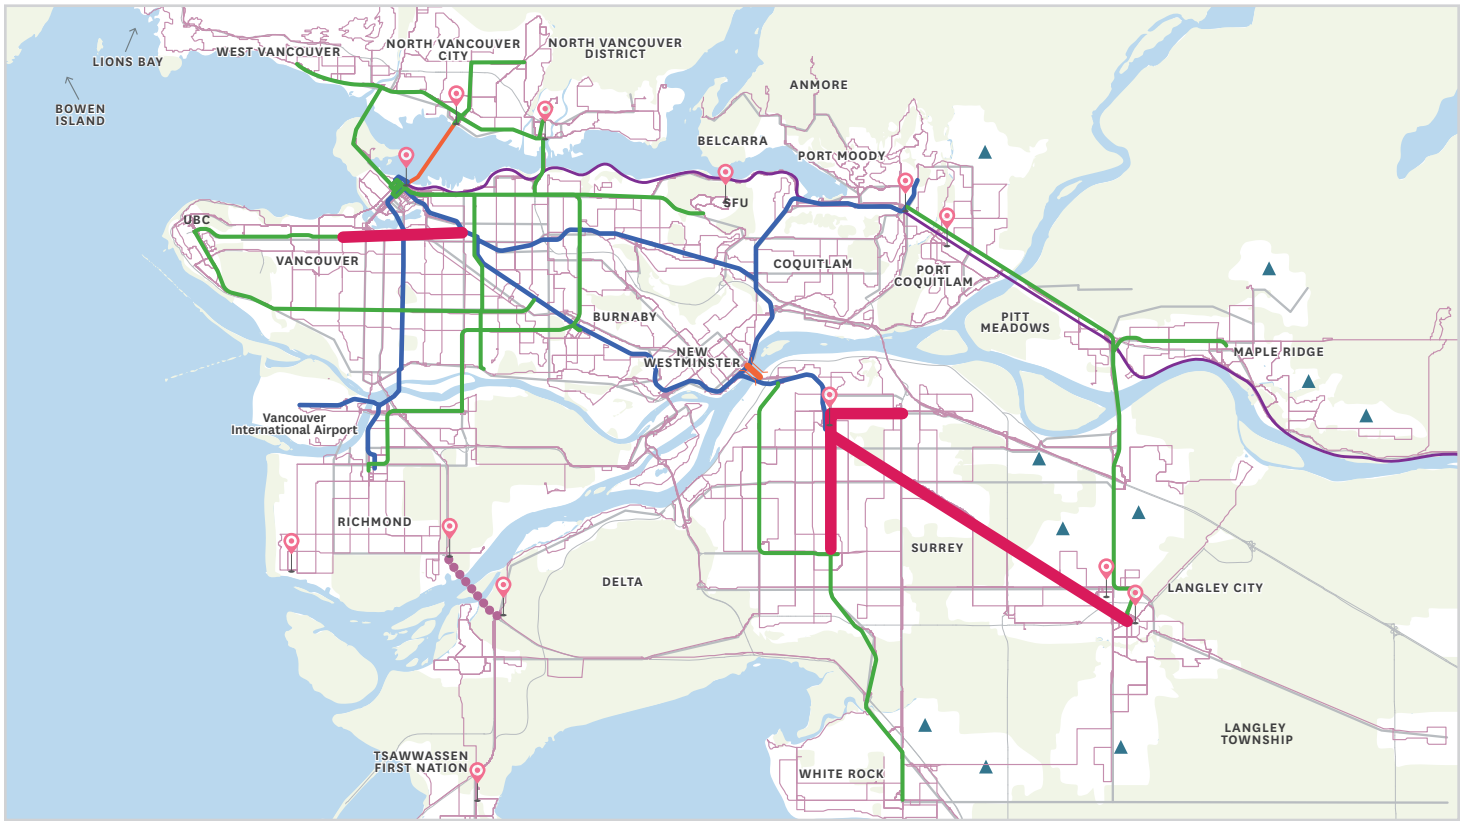 WEST VANCOUVER
NORTH VANCOUVER
CITY
NORTH VANCOUVER
DISTRICT
LIONS BAY
BOWEN
ISLAND
ANMORE
BELCARRA
PORT MOODY
SFU
UBC
VANCOUVER
COQUITLAM
PORT
COQUITLAM
BURNABY
PITT
MEADOWS
NEW
WESTMINSTER
MAPLE RIDGE
Vancouver
International Airport
RICHMOND
SURREY
DELTA
LANGLEY CITY
LANGLEY
TOWNSHIP
TSAWWASSEN
FIRST NATION
WHITE ROCK